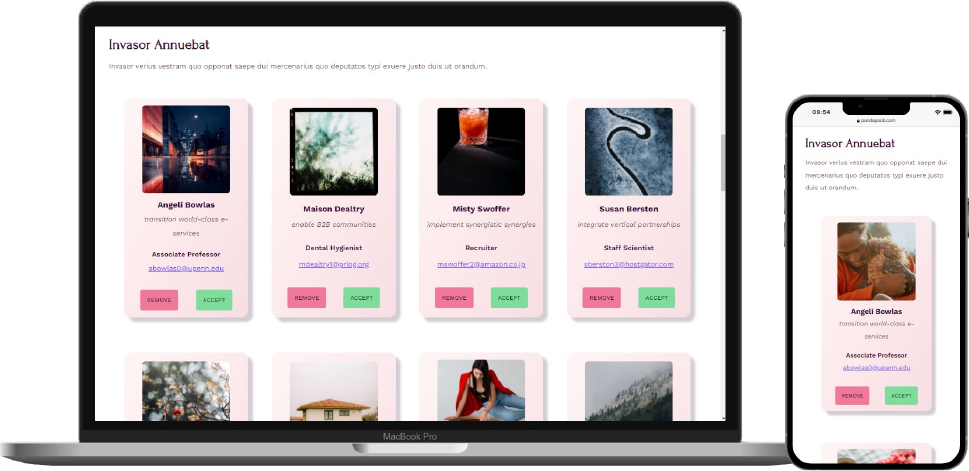 Invasor Annuebat
Invasor verius vestram quo opponat saepe dui mercenarius quo deputatos typi exuere justo duis ut orandum.
Angeli Bowlas
transition world-class e-
services
Associate Professor
abowlas0@upenn.edu
REMOVE ACCEPT
Maison Dealtry
enable B2B communities
Dental Hygienist
mdealtry1@prlog.org
REMOVE ACCEPT
Misty Swoffer
implement synergistic synergies
Recruiter
mswoffer2@amazon.co.jp
REMOVE ACCEPT
Susan Berston
integrate vertical partnerships
Staff Scientist
sberston3@hostgator.com
REMOVE ACCEPT
MacBook Pro
09:54
pandaqoob.com
Invasor Annuebat
Invasor verius vestram quo opponat saepe dui
mercenarius quo deputatos typi exuere justo
duis ut orandum.
Angeli Bowlas
transition world-class e-
services
Associate Professor
abowlas0@upenn.edu
REMOVE ACCEPT